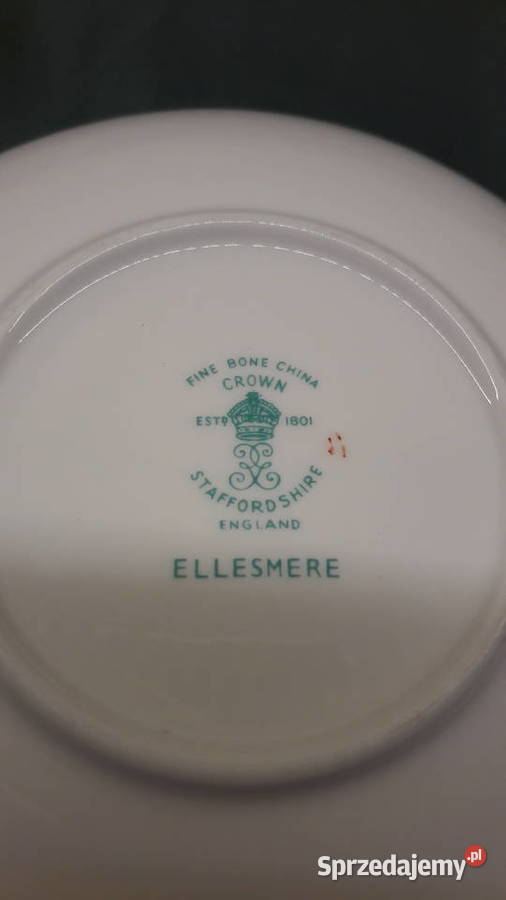 FINE BONE CHINA
CROWN
ESTD 1801
STAFFORDSHIRE
ENGLAND
ELLESMERE
Sprzedajemy.pl